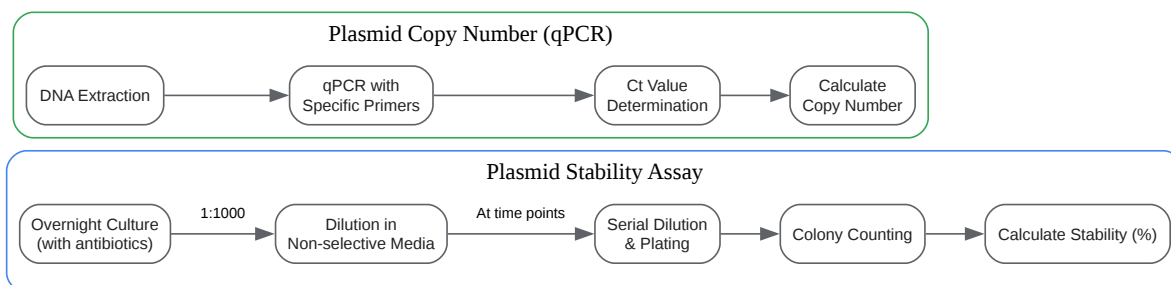 Plasmid Copy Number (qPCR)
DNA Extraction
qPCR with
Specific Primers
Ct Value
Determination
Calculate
Copy Number
Plasmid Stability Assay
Overnight Culture
(with antibiotics)
1:1000
Dilution in
Non-selective Media
At time points
Serial Dilution
& Plating
Colony Counting
Calculate Stability (%)